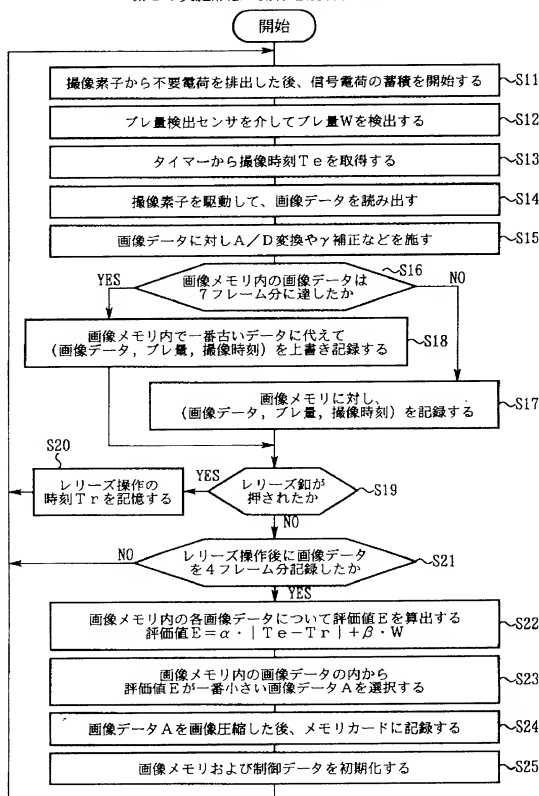 開始
撮像素子から不要電荷を排出した後、信号電荷の蓄積を開始する
S11
ブレ量検出センサを介してブレ量Wを検出する
S12
タイマーから撮像時刻Teを取得する
S13
撮像素子を駆動して、画像データを読み出す
S14
画像データに対しA/D変換やγ補正などを施す
S15
S16
YES
画像メモリ内の画像データは
7フレーム分に達したか
NO
画像メモリ内で一番古いデータに代えて
(画像データ,ブレ量,撮像時刻)を上書き記録する
S18
画像メモリに対し、
(画像データ,ブレ量,撮像時刻)を記録する
S17
S20
レリーズ操作の
時刻Trを記憶する
YES
レリーズ釦が
押されたか
S19
NO
NO
レリーズ操作後に画像データ
を4フレーム分記録したか
S21
YES
画像メモリ内の各画像データについて評価値Eを算出する
評価値E=α・|Te-Tr|+β・W
S22
画像メモリ内の画像データの内から
評価値Eが一番小さい画像データAを選択する
S23
画像データAを画像圧縮した後、メモリカードに記録する
S24
画像メモリおよび制御データを初期化する
S25